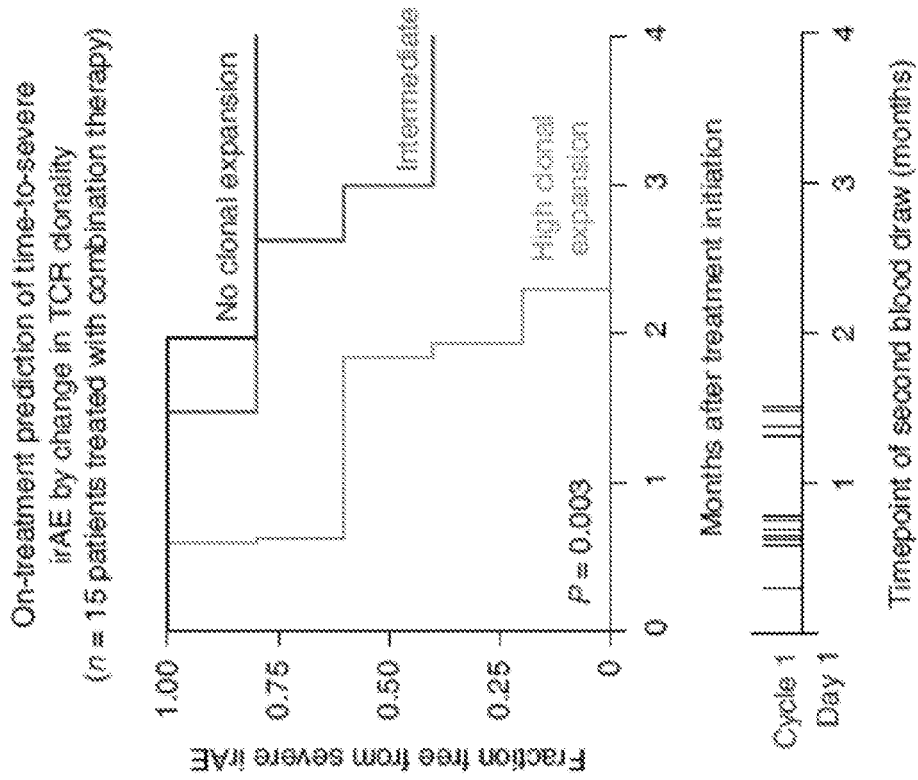 On-treatment prediction of time-to-severe
irAE by change in TCR clonality
(n = 15 patients treated with combination therapy)
Fraction free from severe irAE
1.00
0.75
0.50
0.25
0
No clonal expansion
Intermediate
High clonal
expansion
P = 0.003
0 1 2 3 4
Months after treatment initiation
Cycle 1
Day 1
1 2 3 4
Timepoint of second blood draw (months)